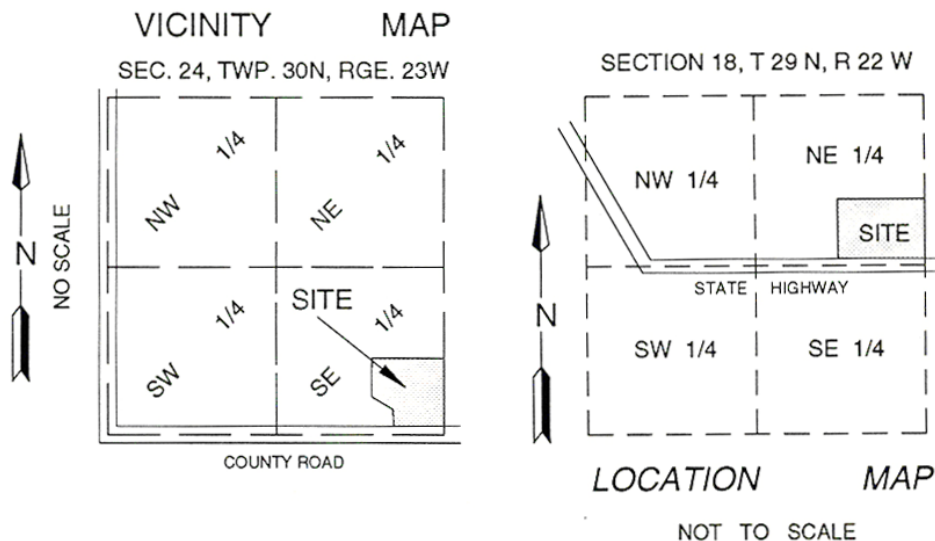 VICINITY MAP
SEC. 24, TWP. 30N, RGE. 23W
NW 1/4
NE 1/4
N
NO SCALE
SITE
SW 1/4
SE 1/4
COUNTY ROAD
SECTION 18, T 29 N, R 22 W
NW 1/4
NE 1/4
SITE
N
STATE HIGHWAY
SW 1/4
SE 1/4
LOCATION MAP
NOT TO SCALE